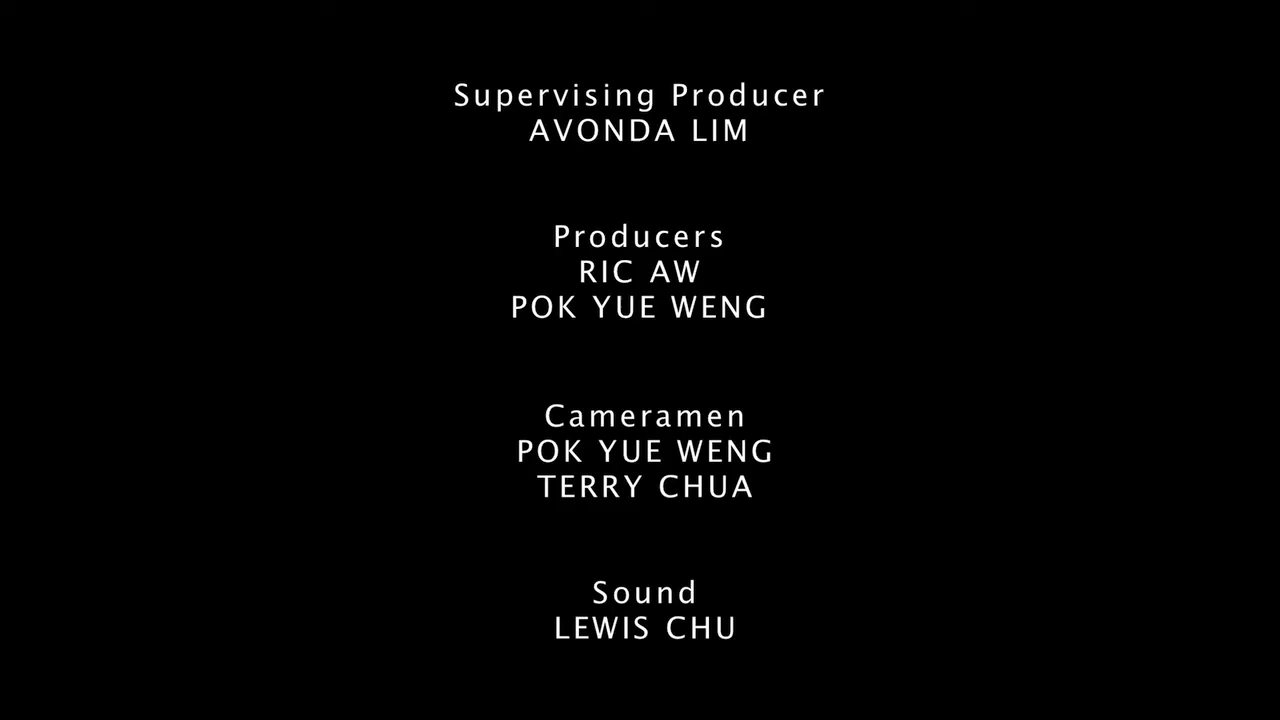 Supervising Producer
AVONDA LIM
Producers
RIC AW
POK YUE WENG
Cameramen
POK YUE WENG
TERRY CHUA
Sound
LEWIS CHU